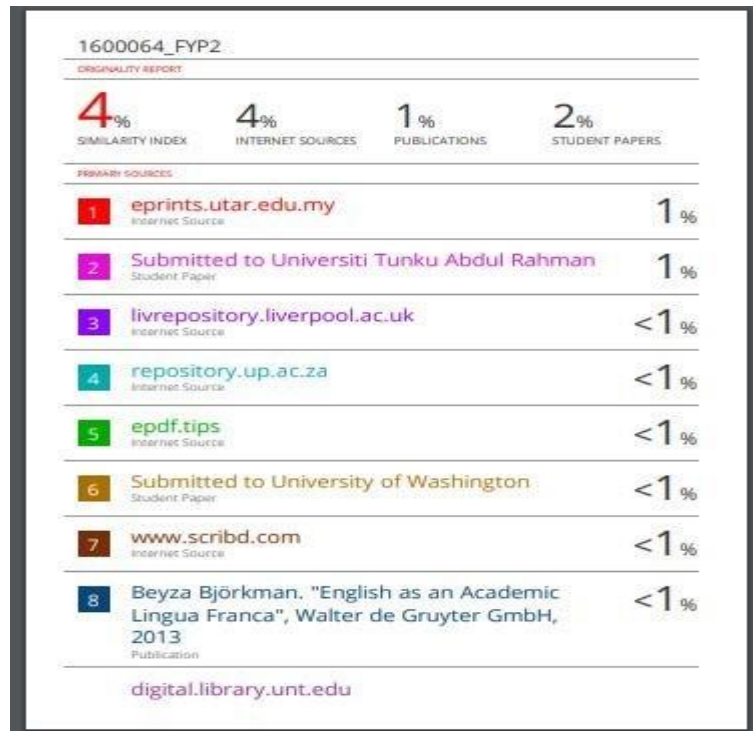 1600064_FYP2
ORIGINALITY REPORT
4% 4% 1% 2%
SIMILARITY INDEX INTERNET SOURCES PUBLICATIONS STUDENT PAPERS
PRIMARY SOURCES
1 eprints.utar.edu.my 1%
Internet Source
2 Submitted to Universiti Tunku Abdul Rahman 1%
Student Paper
3 livrepository.liverpool.ac.uk <1%
Internet Source
4 repository.up.ac.za <1%
Internet Source
5 epdf.tips <1%
Internet Source
6 Submitted to University of Washington <1%
Student Paper
7 www.scribd.com <1%
Internet Source
8 Beyza Björkman. "English as an Academic <1%
Lingua Franca", Walter de Gruyter GmbH,
2013
Publication
digital.library.unt.edu